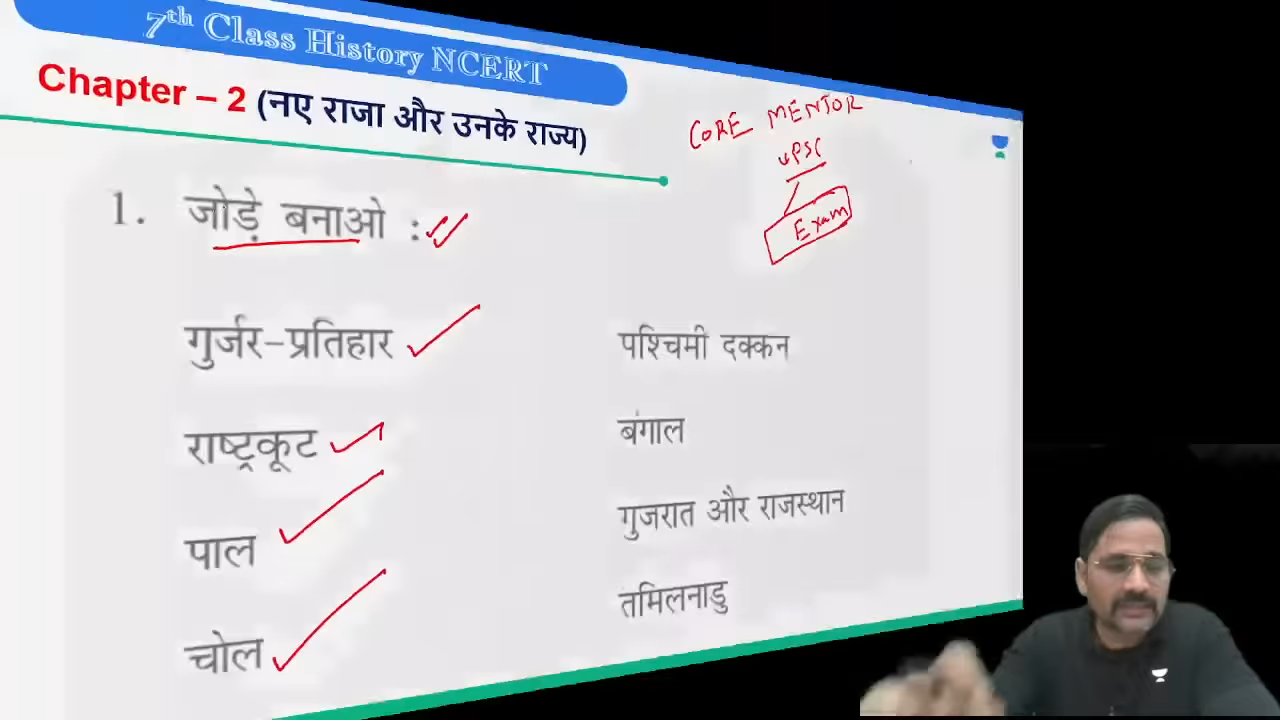 7th Class History NCERT
Chapter – 2 (नए राजा और उनके राज्य)
CORE MENTOR
UPSC
Exam
1. जोड़े बनाओ :
गुर्जर-प्रतिहार पश्चिमी दक्कन
राष्ट्रकूट बंगाल
पाल गुजरात और राजस्थान
चोल तमिलनाडु